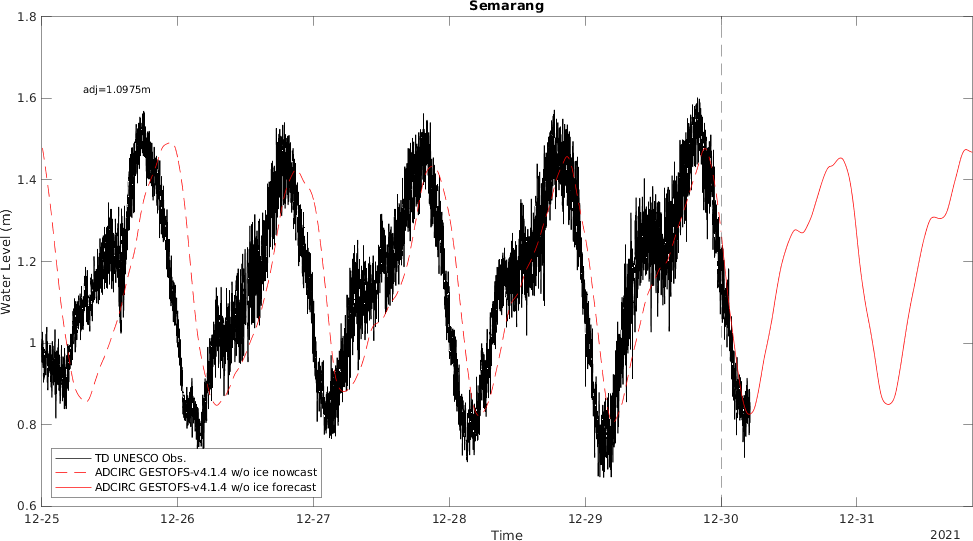 Semarang
1.8
1.6
1.4
1.2
1
0.8
0.6
Water Level (m)
adj=1.0975m
TD UNESCO Obs.
ADCIRC GESTOFS-v4.1.4 w/o ice nowcast
ADCIRC GESTOFS-v4.1.4 w/o ice forecast
12-25 12-26 12-27 12-28 12-29 12-30 12-31
Time
2021